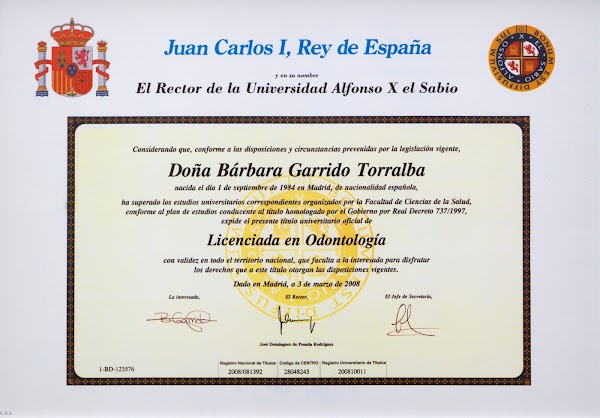 Juan Carlos I, Rey de España
y en su nombre
El Rector de la Universidad Alfonso X el Sabio
BONUM EST DIFFUSIVUM SUI
ALFONSO X EL SABIO
Considerando que, conforme a las disposiciones y circunstancias prevenidas por la legislación vigente,
Doña Bárbara Garrido Torralba
nacida el día 1 de septiembre de 1984 en Madrid, de nacionalidad española,
ha superado los estudios universitarios correspondientes organizados por la Facultad de Ciencias de la Salud,
conforme al plan de estudios conducente al título homologado por el Gobierno por Real Decreto 737/1997,
expide el presente título universitario oficial de
Licenciada en Odontología
con validez en todo el territorio nacional, que faculta a la interesada para disfrutar
los derechos que a este título otorgan las disposiciones vigentes.
Dado en Madrid, a 3 de marzo de 2008
La interesada,
El Rector,
El Jefe de Secretaría,
José Domínguez de Posada Rodríguez
1-BD-123576
Registro Nacional de Títulos
Código de CENTRO
Registro Universitario de Títulos
2008/081392
28048245
200810011